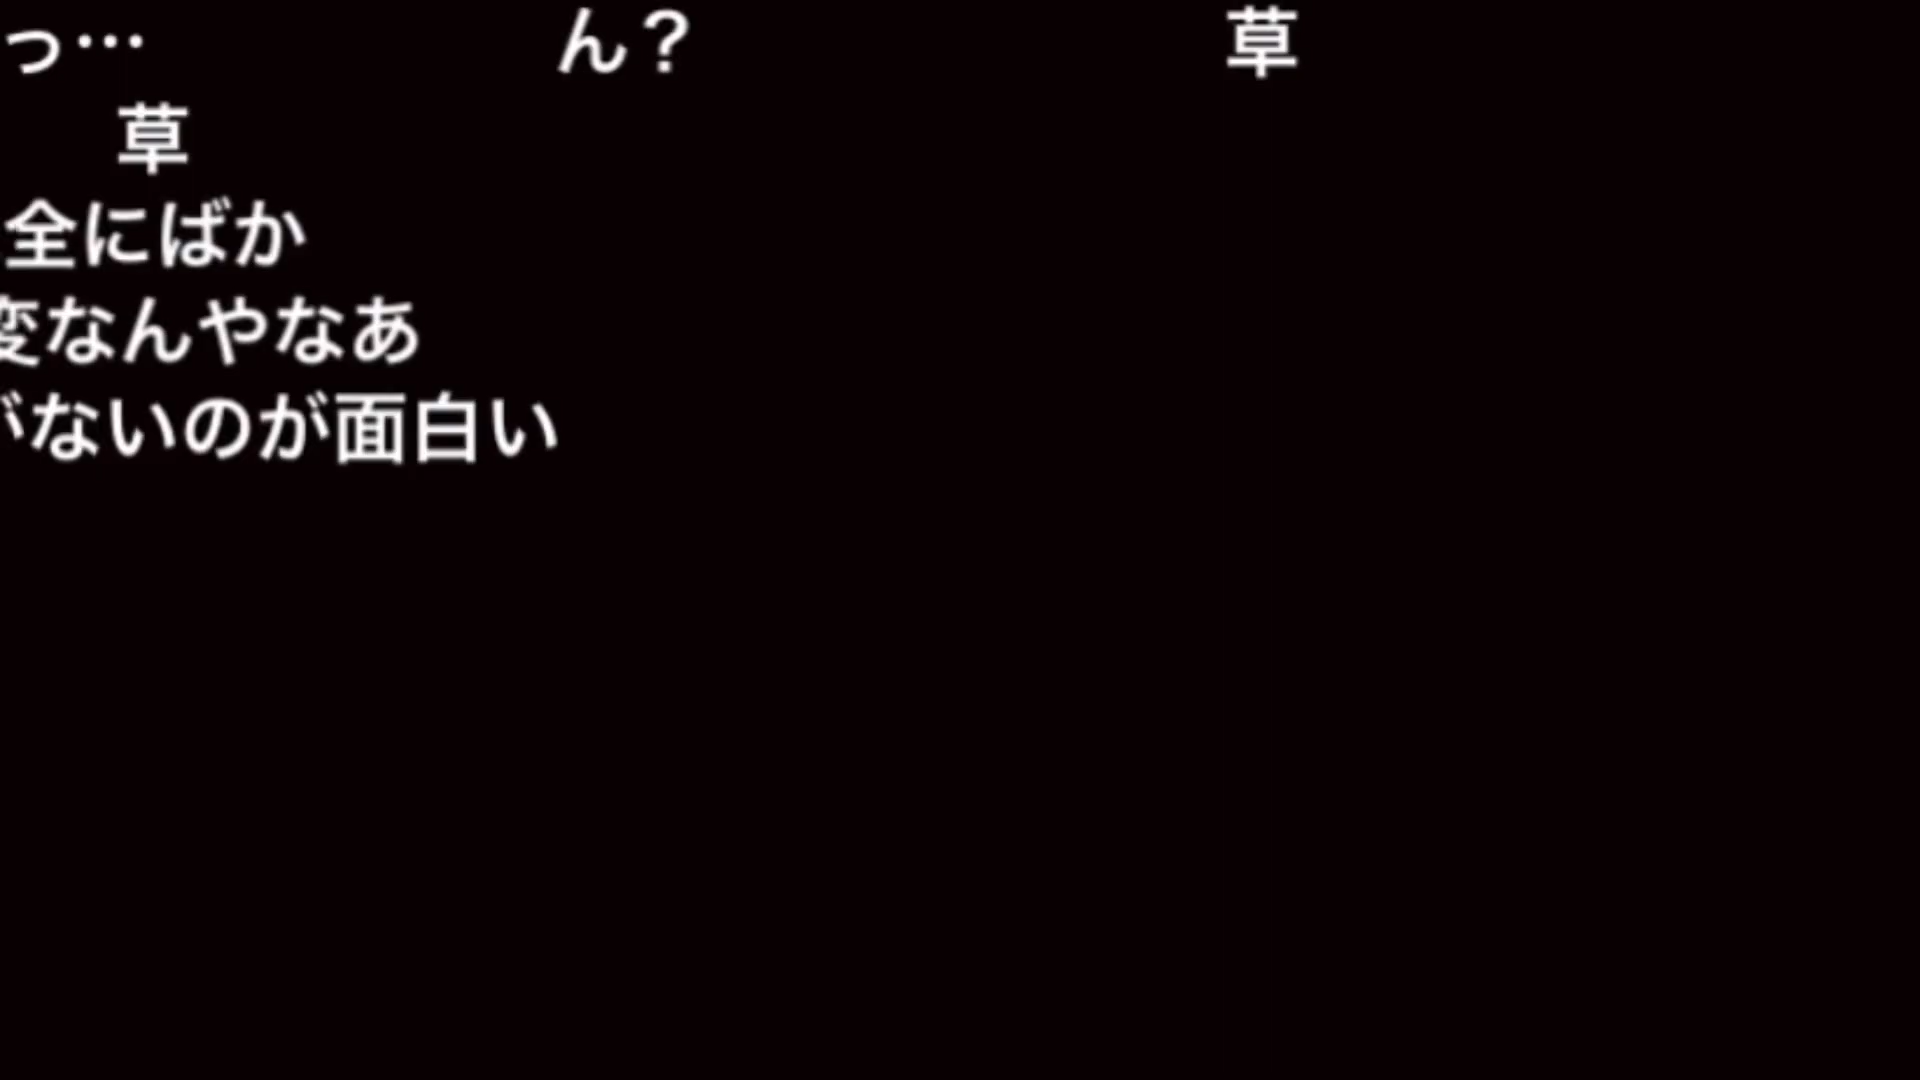 っ… ん？ 草
草
全にばか
変なんやなあ
がないのが面白い